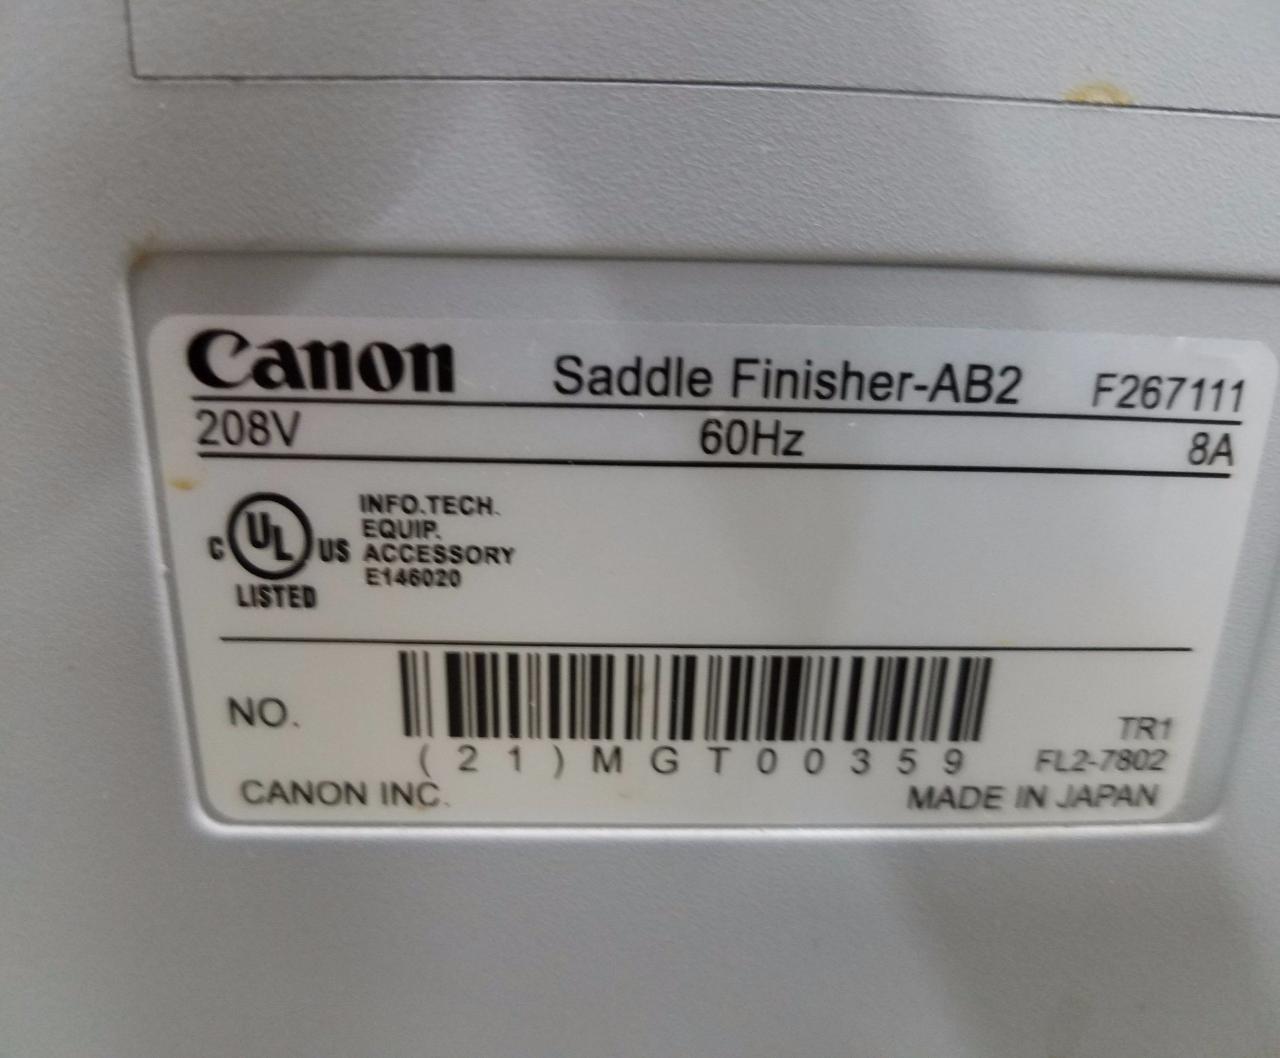 Canon Saddle Finisher-AB2 F267111
208V 60Hz 8A
C UL US
LISTED
INFO.TECH.
EQUIP.
ACCESSORY
E146020
NO.
(21)MGT00359
TR1
FL2-7802
CANON INC. MADE IN JAPAN